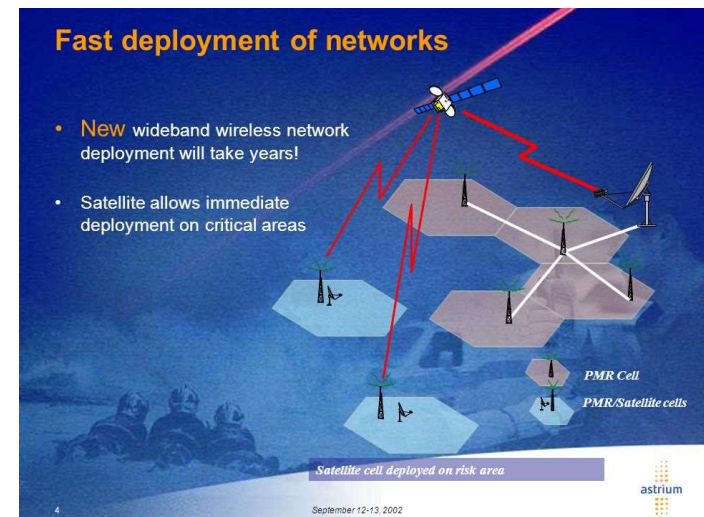 Fast deployment of networks
• New wideband wireless network
deployment will take years!
• Satellite allows immediate
deployment on critical areas
PMR Cell
PMR/Satellite cells
Satellite cell deployed on risk area
astrium
4
September 12-13, 2002